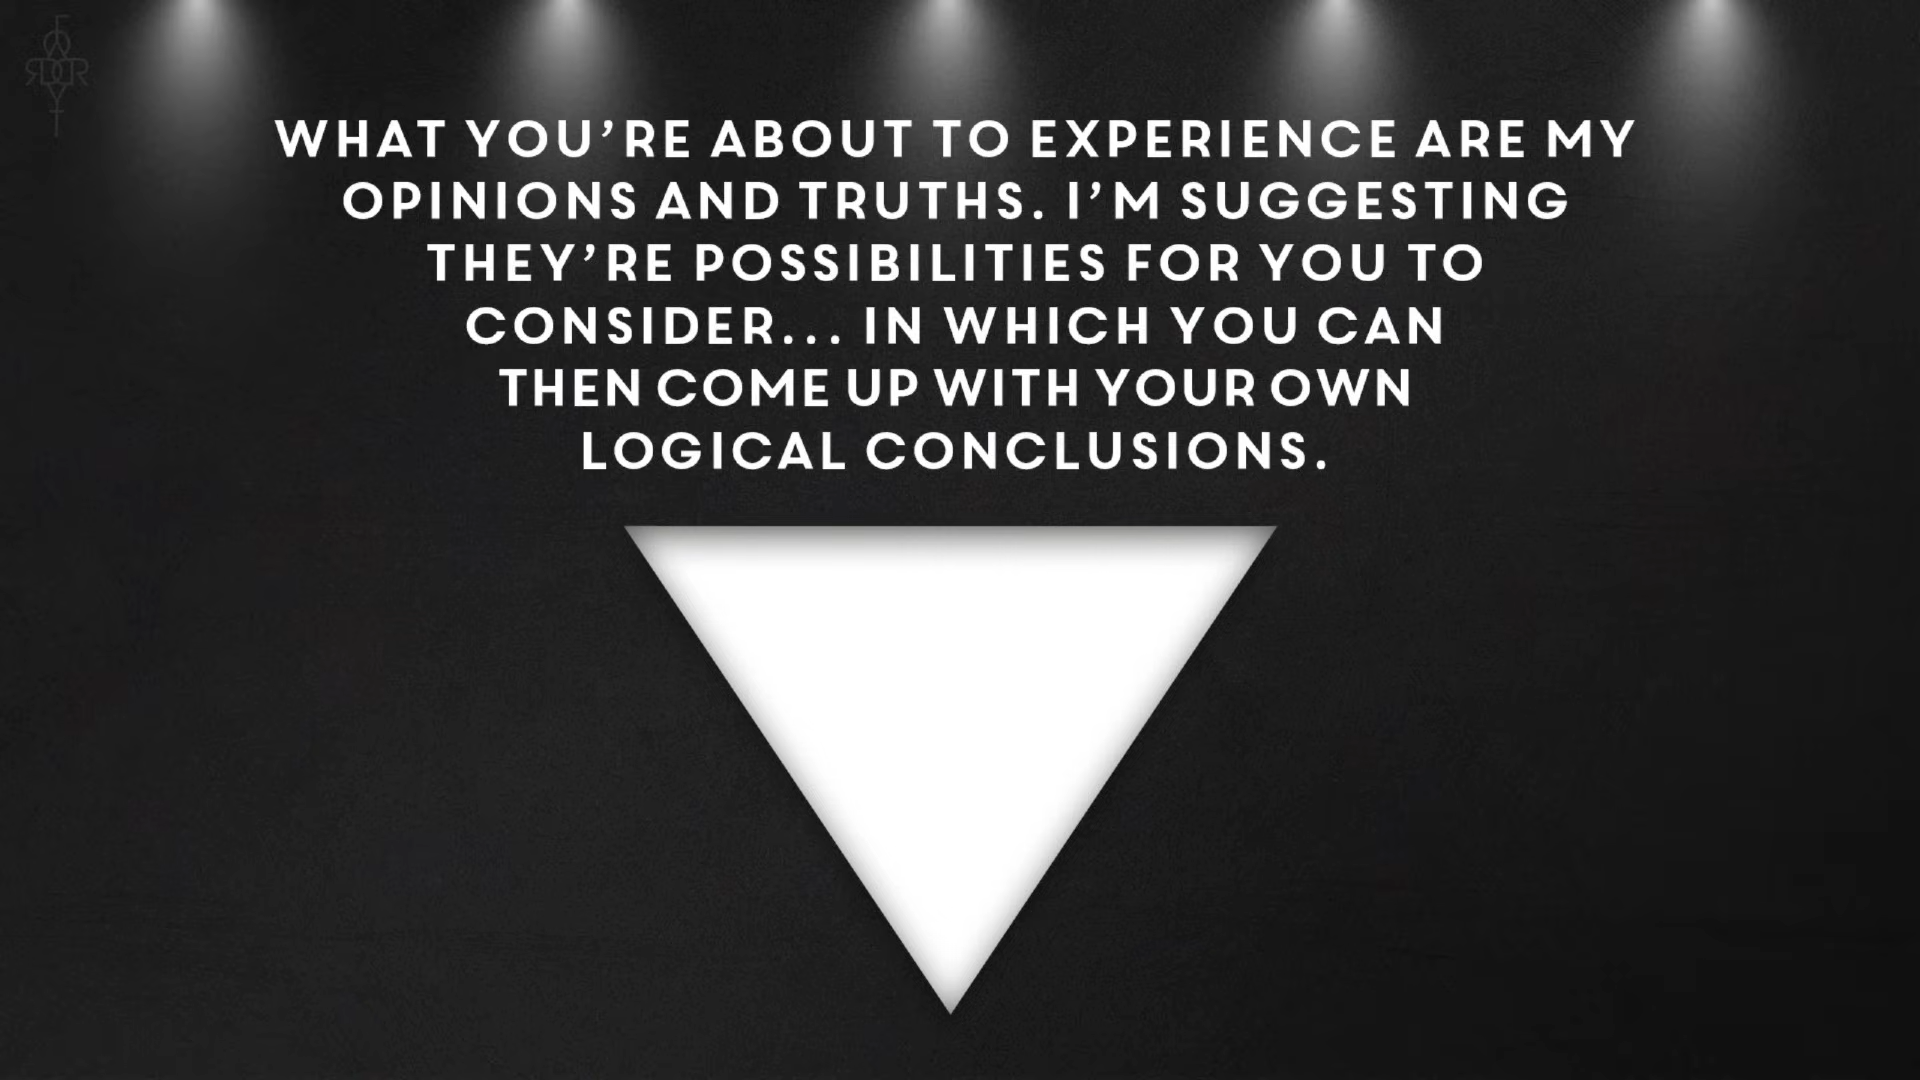 WHAT YOU’RE ABOUT TO EXPERIENCE ARE MY
OPINIONS AND TRUTHS. I’M SUGGESTING
THEY’RE POSSIBILITIES FOR YOU TO
CONSIDER... IN WHICH YOU CAN
THEN COME UP WITH YOUR OWN
LOGICAL CONCLUSIONS.